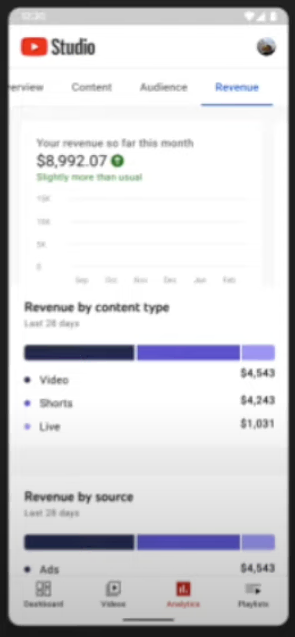 12:30
Studio
erview Content Audience Revenue
Your revenue so far this month
$8,992.07
Slightly more than usual
15K
10K
5K
0
Sep Oct Nov Dec Jan Feb
Revenue by content type
Last 28 days
Video $4,543
Shorts $4,243
Live $1,031
Revenue by source
Last 28 days
Ads $4,543
Dashboard Videos Analytics Playlists